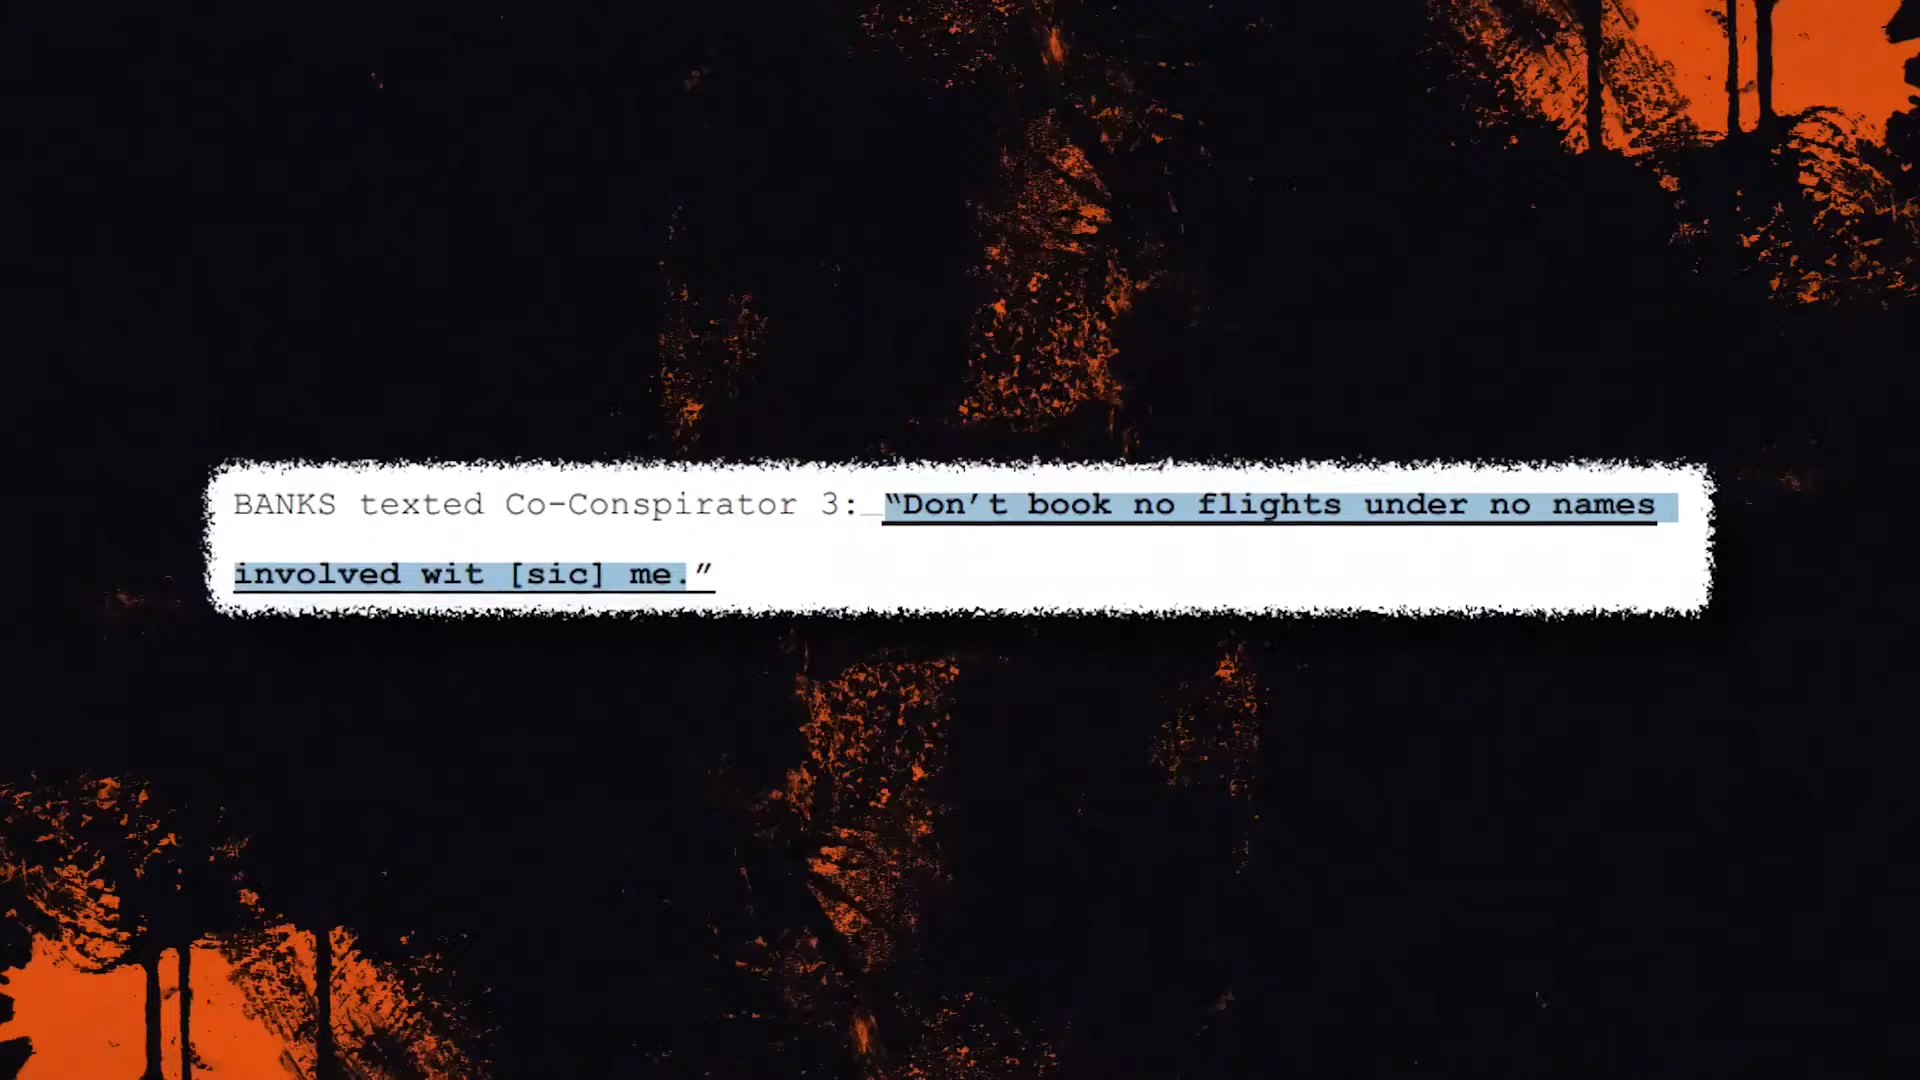 BANKS texted Co-Conspirator 3: “Don’t book no flights under no names
involved wit [sic] me.”